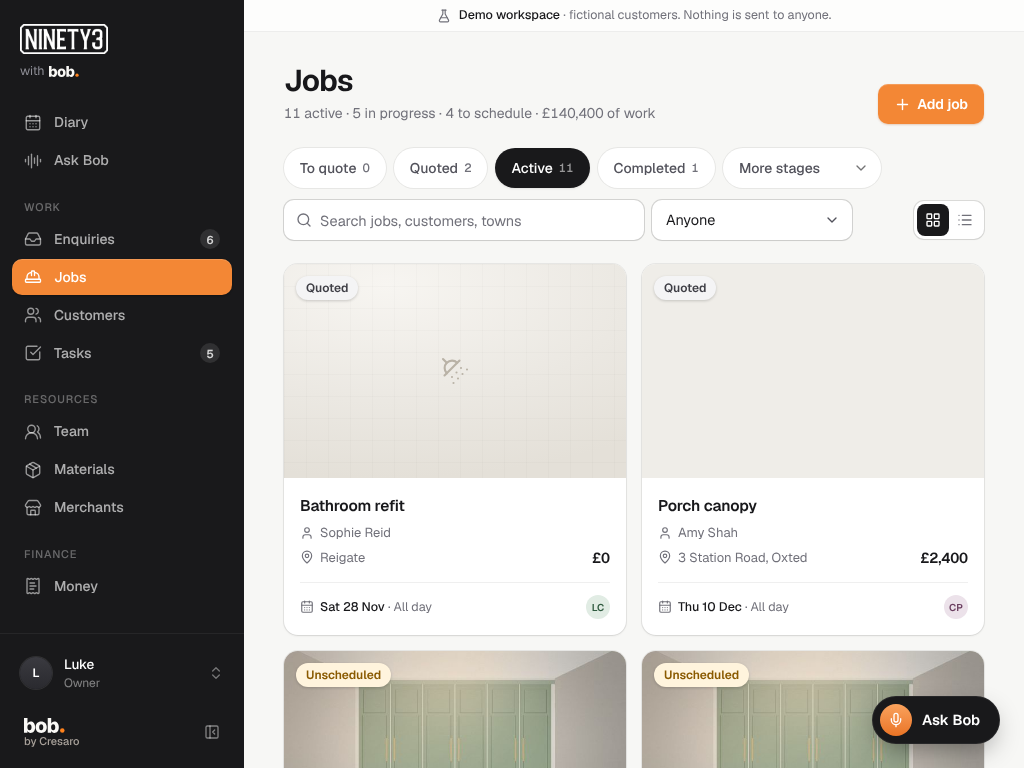 Demo workspace · fictional customers. Nothing is sent to anyone.
NINETY3
with bob.
Diary
Ask Bob
WORK
Enquiries 6
Jobs
Customers
Tasks 5
RESOURCES
Team
Materials
Merchants
FINANCE
Money
L
Luke
Owner
bob.
by Cresaro
Jobs
11 active · 5 in progress · 4 to schedule · £140,400 of work
Add job
To quote 0
Quoted 2
Active 11
Completed 1
More stages
Search jobs, customers, towns
Anyone
Quoted
Bathroom refit
Sophie Reid
Reigate £0
Sat 28 Nov · All day LC
Quoted
Porch canopy
Amy Shah
3 Station Road, Oxted £2,400
Thu 10 Dec · All day CP
Unscheduled
Unscheduled
Ask Bob